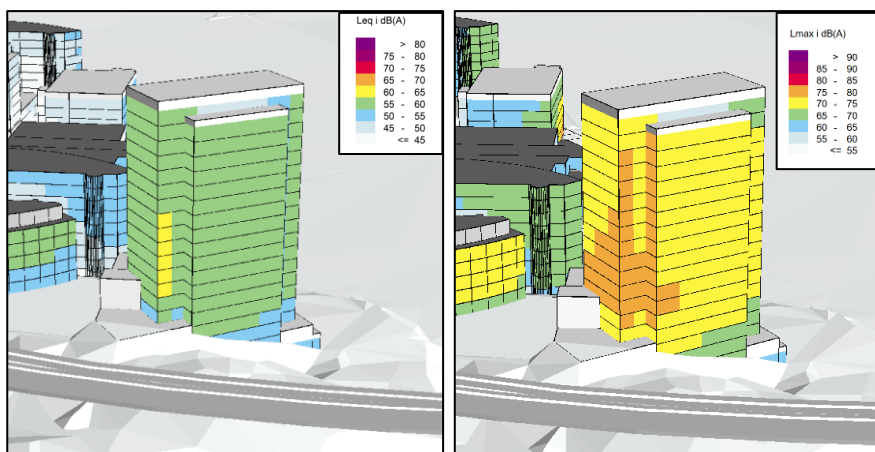 Leq i dB(A)
> 80
75 - 80
70 - 75
65 - 70
60 - 65
55 - 60
50 - 55
45 - 50
<= 45
Lmax i dB(A)
> 90
85 - 90
80 - 85
75 - 80
70 - 75
65 - 70
60 - 65
55 - 60
<= 55